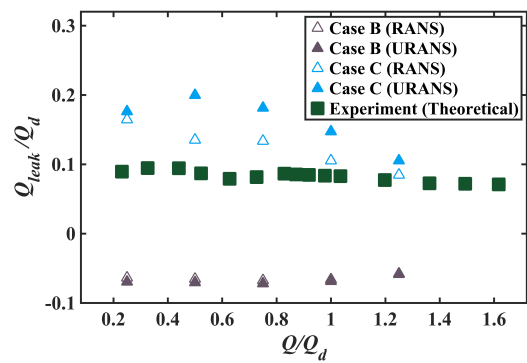 0.3
0.2
0.1
0
-0.1
Q_leak/Q_d
Case B (RANS)
Case B (URANS)
Case C (RANS)
Case C (URANS)
Experiment (Theoretical)
0.2 0.4 0.6 0.8 1 1.2 1.4 1.6
Q/Q_d